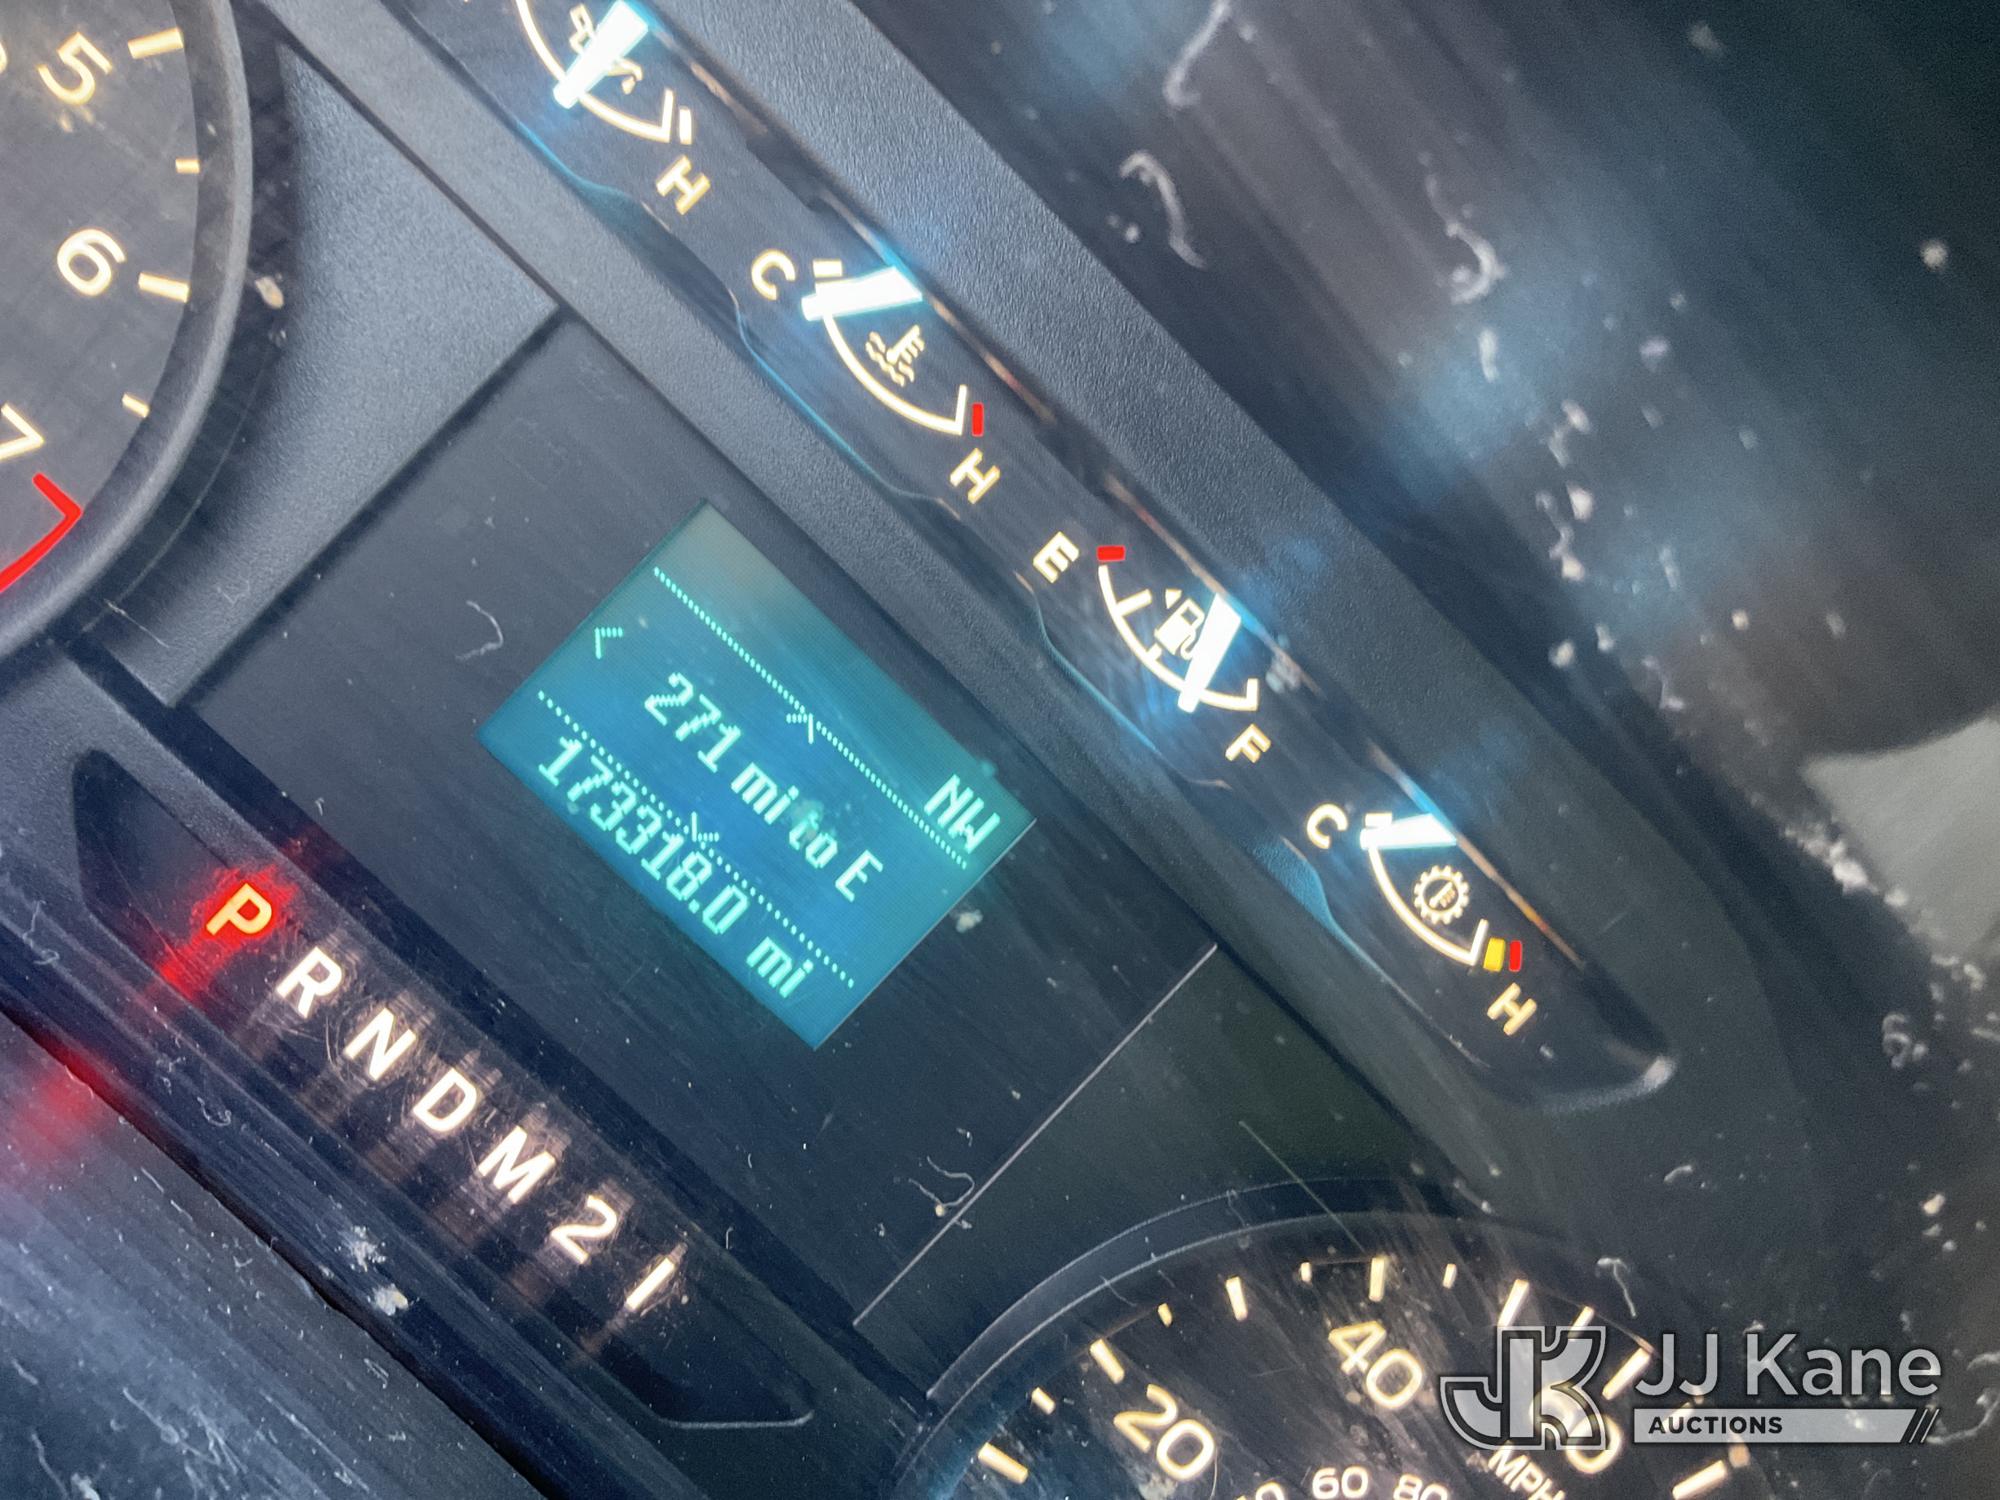 5
6
7
H
C
H
E
F
C
H
NW
< 271 mi to E
173318.0 mi
P R N D M 2 1
20
40
60 80
MPH
JK
JJ Kane
AUCTIONS